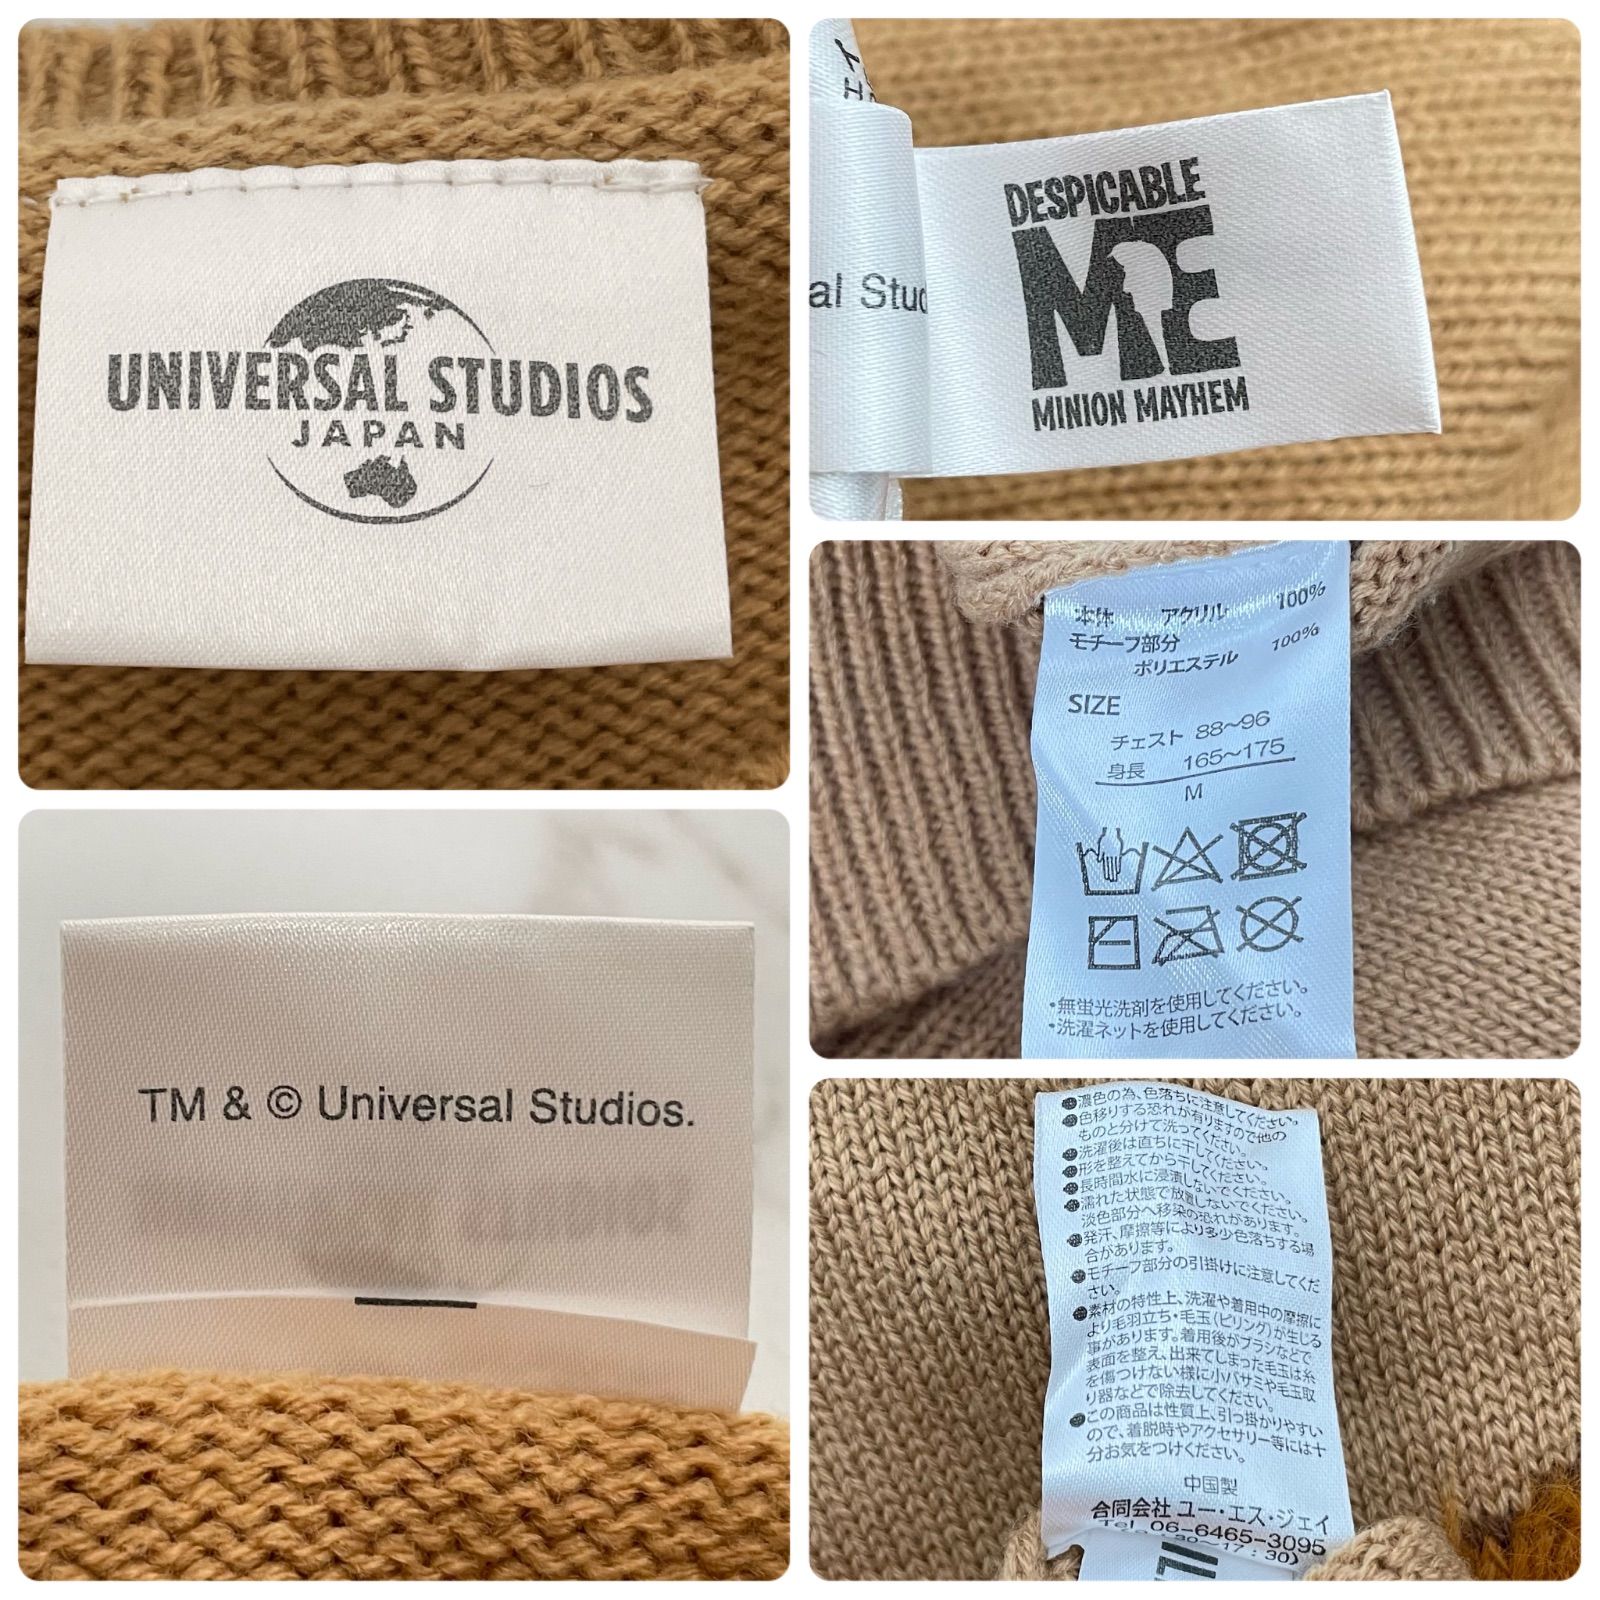 UNIVERSAL STUDIOS
JAPAN
DESPICABLE
ME
MINION MAYHEM
al Stud
本体 アクリル 100%
モチーフ部分
ポリエステル 100%
SIZE
チェスト 88~96
身長 165~175
M
・無蛍光洗剤を使用してください。
・洗濯ネットを使用してください。
TM & © Universal Studios.
●濃色の為、色落ちに注意してください。
●色移りする恐れが有りますので他の
ものと分けて洗ってください。
●洗濯後は直ちに干してください。
●形を整えてから干してください。
●長時間水に浸漬しないでください。
●濡れた状態で放置しないでください。
淡色部分へ移染の恐れがあります。
●発汗、摩擦等により多少色落ちする場
合があります。
●モチーフ部分の引掛けに注意してくだ
さい。
●素材の特性上、洗濯や着用中の摩擦に
より毛羽立ち・毛玉(ピリング)が生じる
事があります。着用後がブラシなどで
表面を整え、出来てしまった毛玉は糸
を傷つけない様に小バサミや毛玉取
り器などで除去してください。
●この商品は性質上、引っ掛かりやすい
ので、着脱時やアクセサリー等には十
分お気をつけください。
中国製
合同会社 ユー・エス・ジェイ
Tel 06-6465-3095
30~17:30)